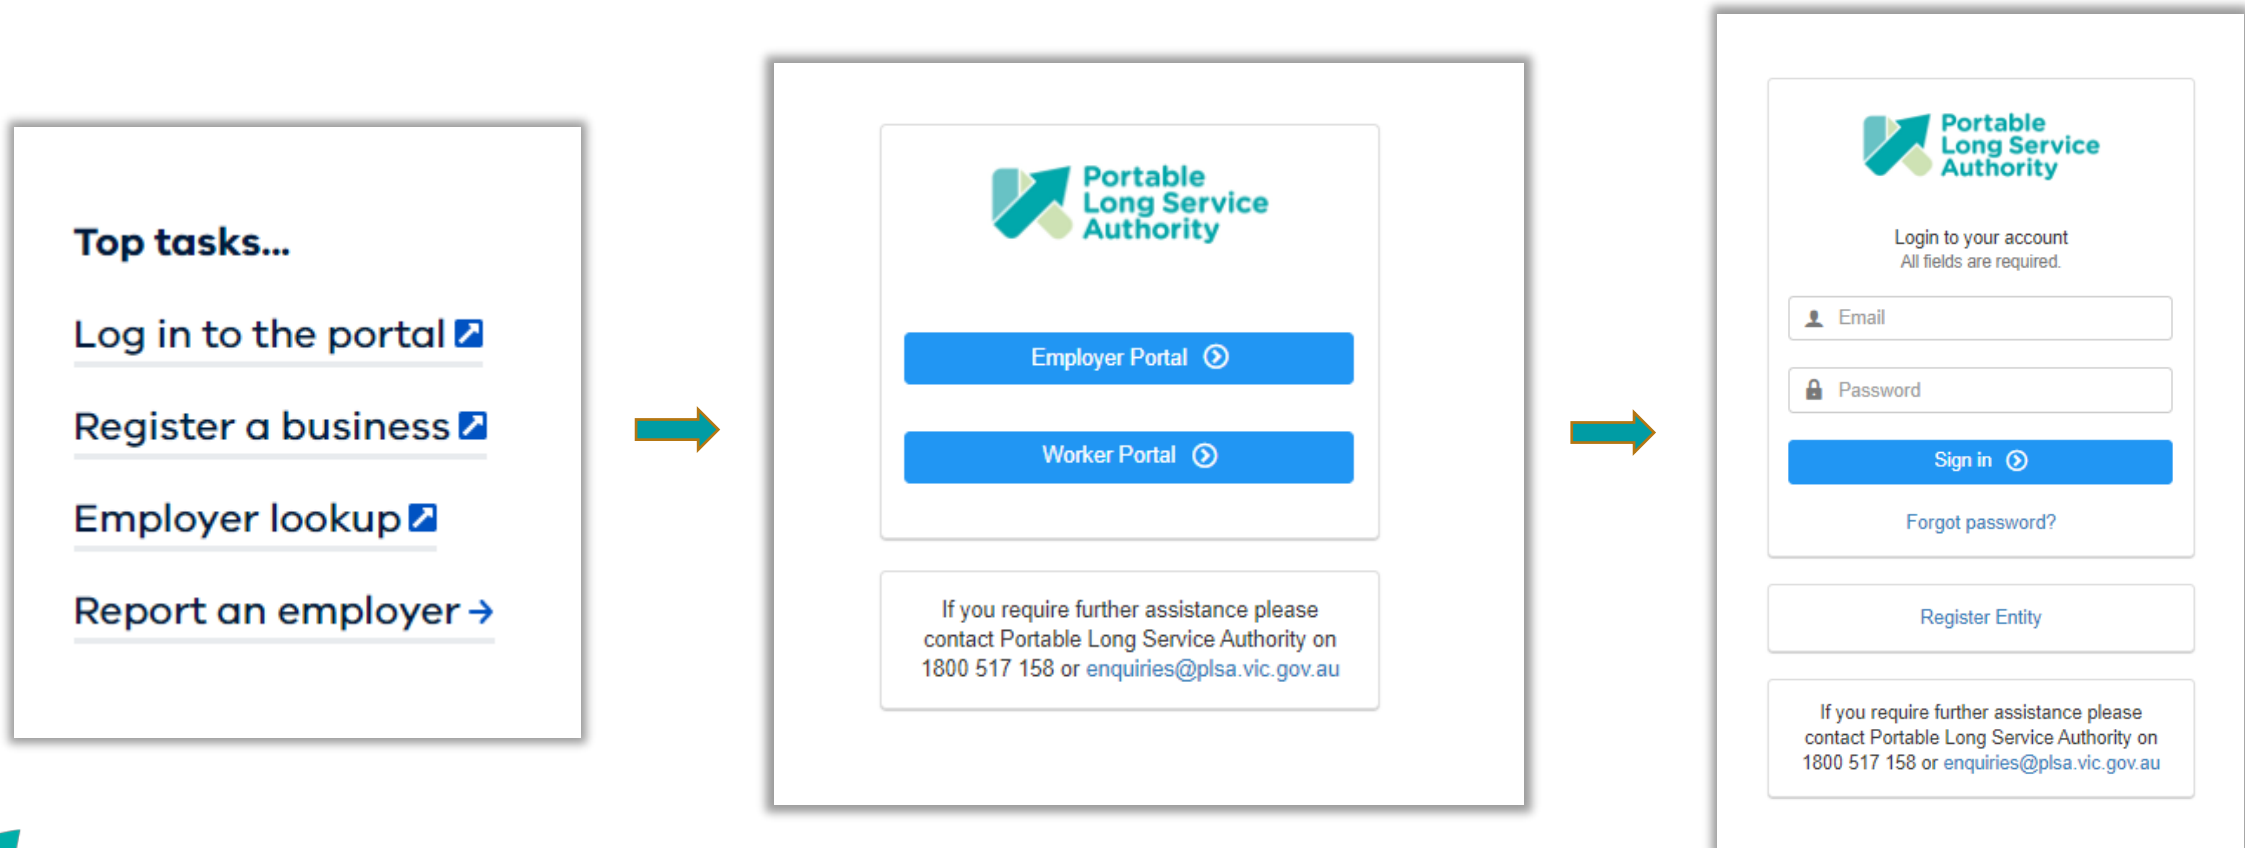 Top tasks...
Log in to the portal
Register a business
Employer lookup
Report an employer
Portable
Long Service
Authority
Employer Portal
Worker Portal
If you require further assistance please
contact Portable Long Service Authority on
1800 517 158 or enquiries@plsa.vic.gov.au
Portable
Long Service
Authority
Login to your account
All fields are required.
Email
Password
Sign in
Forgot password?
Register Entity
If you require further assistance please
contact Portable Long Service Authority on
1800 517 158 or enquiries@plsa.vic.gov.au